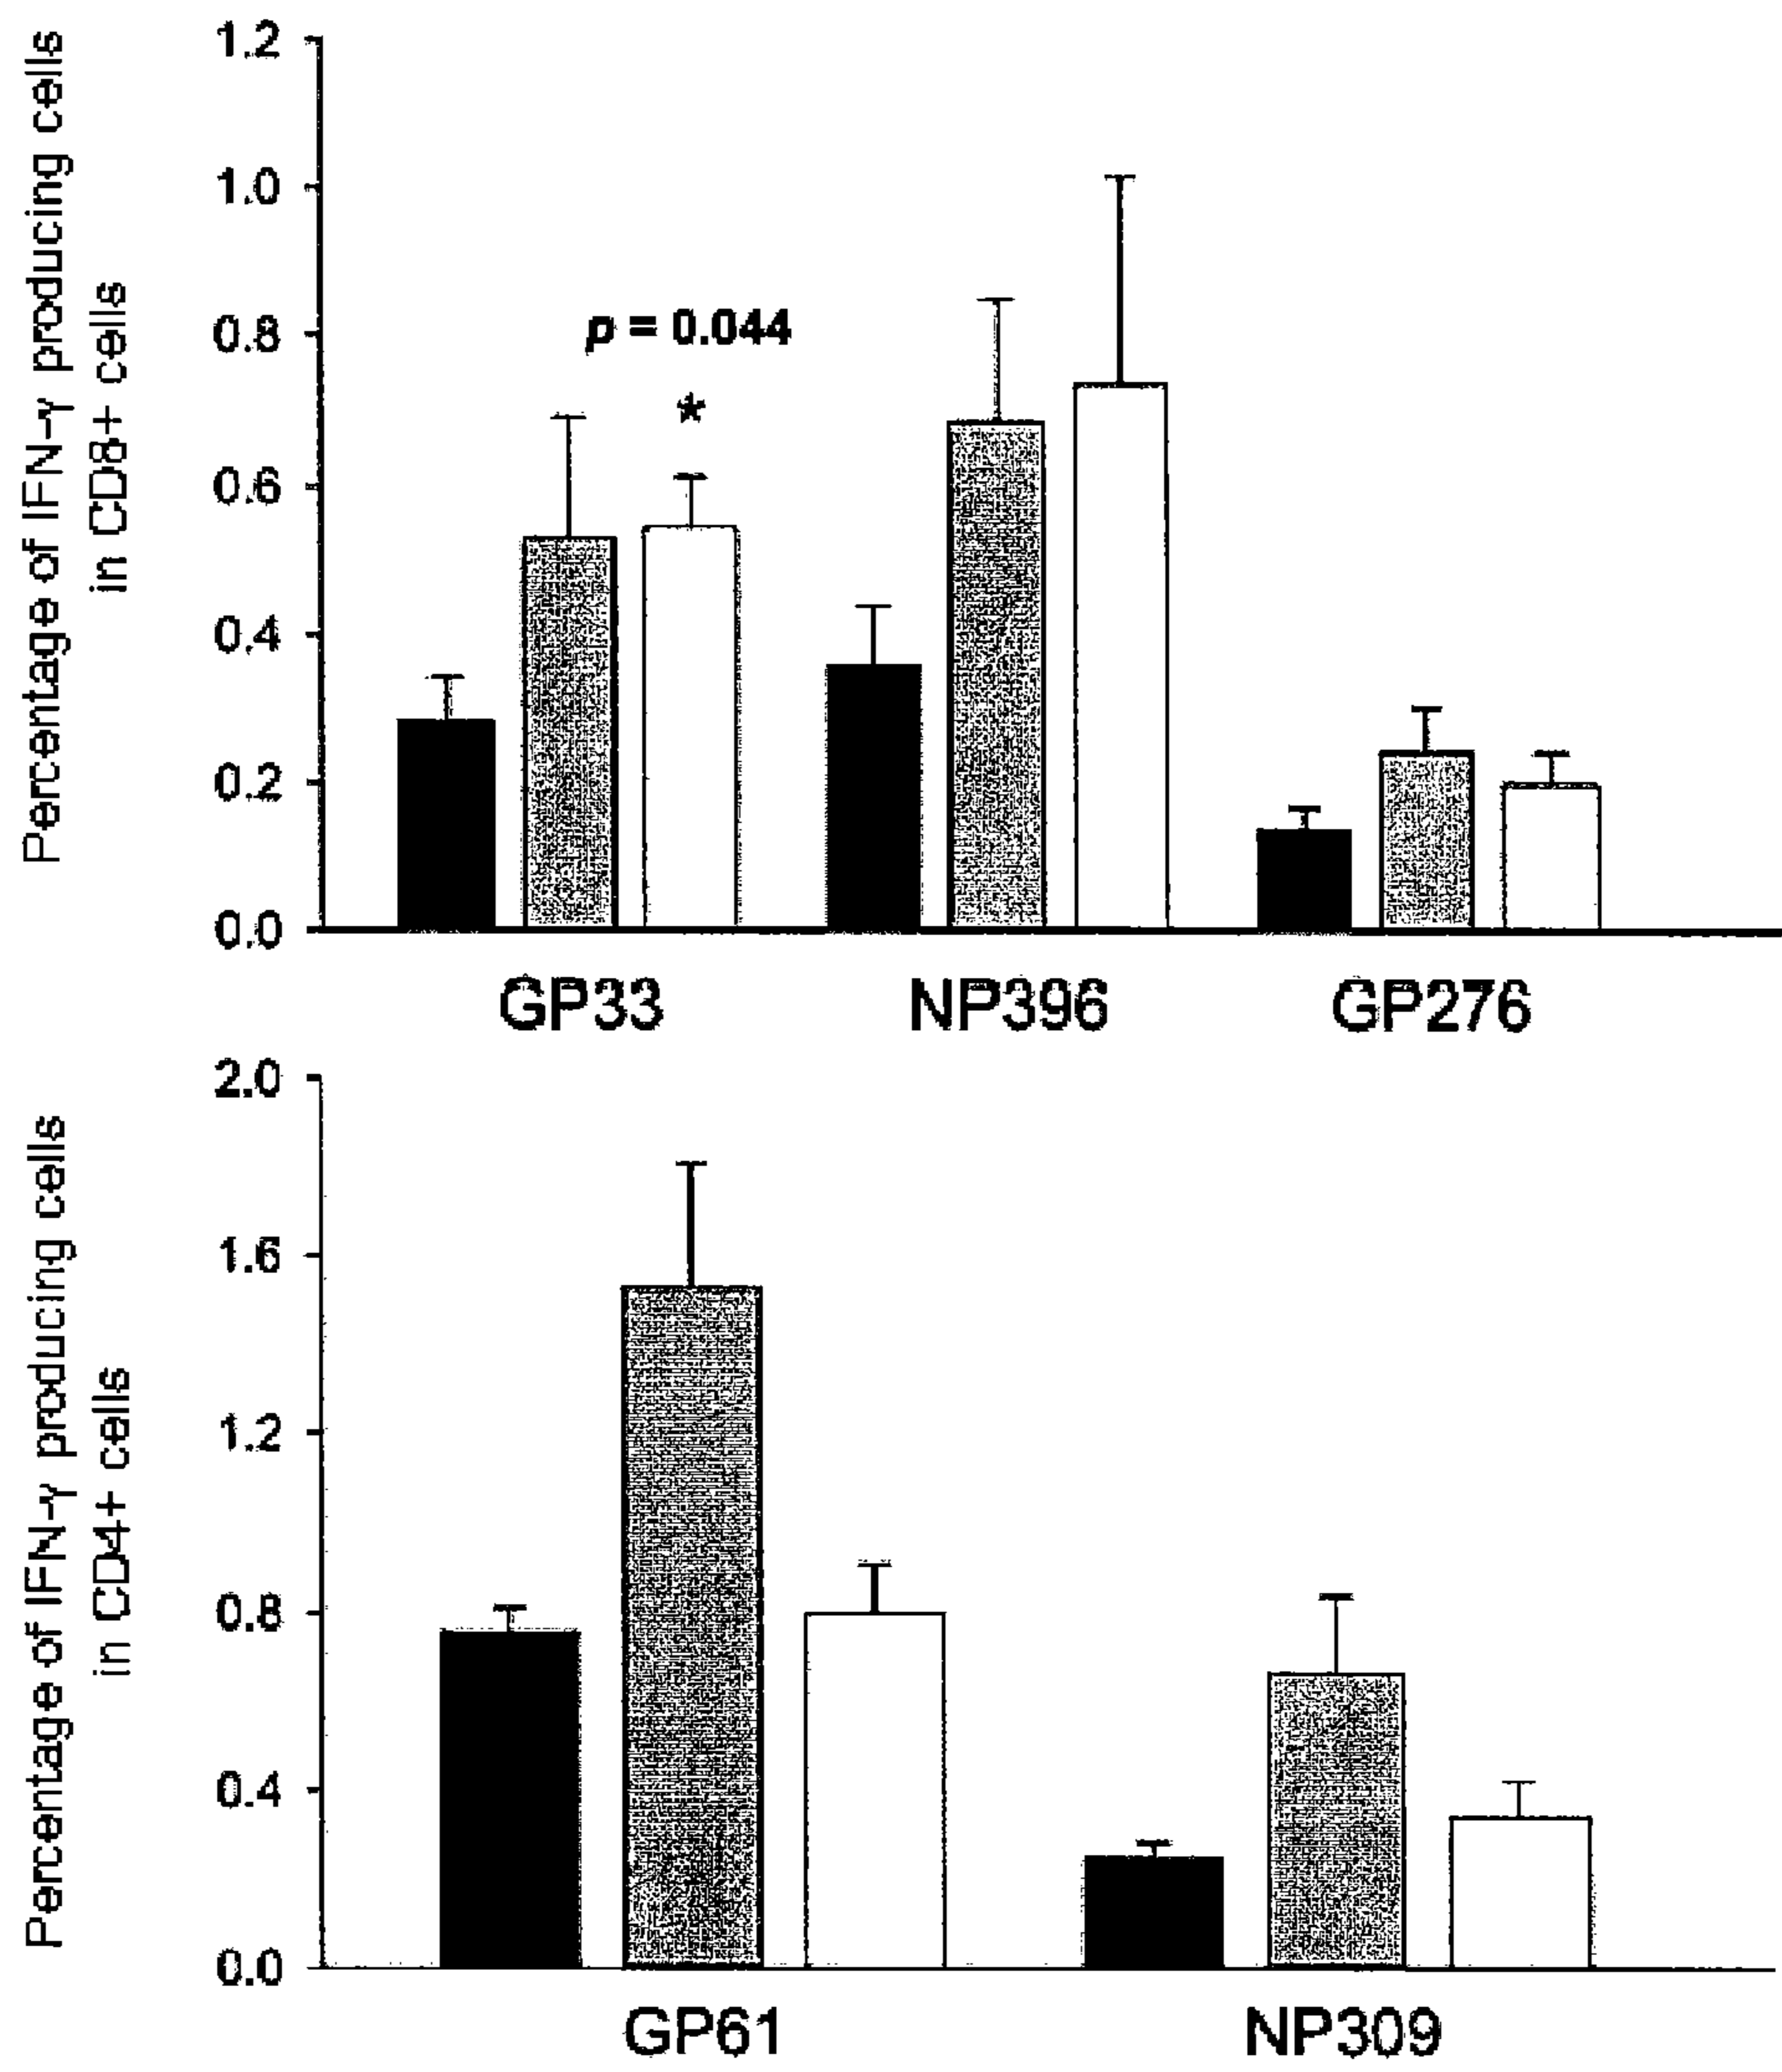 Percentage of IFN-γ producing cells
in CD8+ cells
1.2
1.0
0.8
0.6
0.4
0.2
0.0
p = 0.044
*
GP33 NP396 GP276
Percentage of IFN-γ producing cells
in CD4+ cells
2.0
1.6
1.2
0.8
0.4
0.0
GP61 NP309